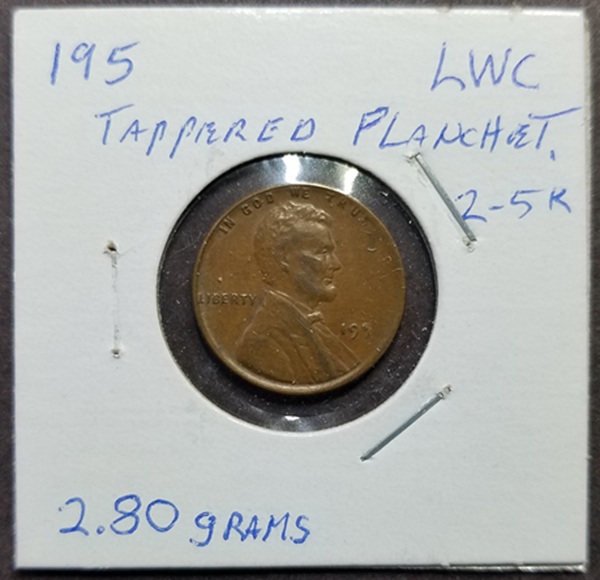 195 LWC
TAPPERED PLANCHET.
2-5K
IN GOD WE TRUST
LIBERTY
195
2.80 gRAMS